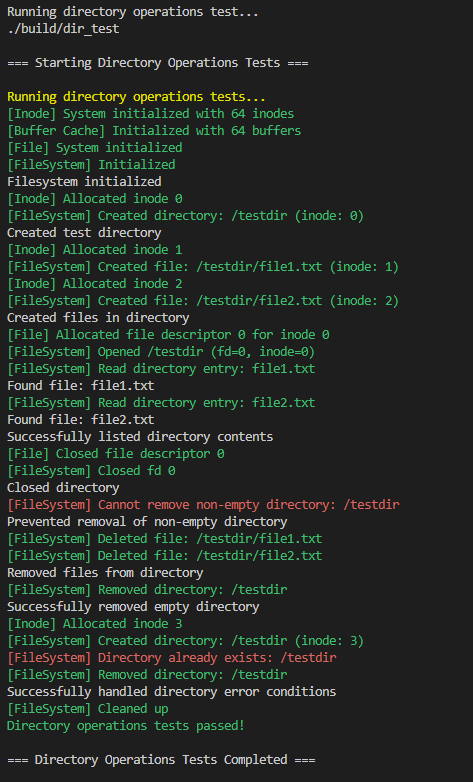 Running directory operations test...
./build/dir_test
=== Starting Directory Operations Tests ===
Running directory operations tests...
[Inode] System initialized with 64 inodes
[Buffer Cache] Initialized with 64 buffers
[File] System initialized
[FileSystem] Initialized
Filesystem initialized
[Inode] Allocated inode 0
[FileSystem] Created directory: /testdir (inode: 0)
Created test directory
[Inode] Allocated inode 1
[FileSystem] Created file: /testdir/file1.txt (inode: 1)
[Inode] Allocated inode 2
[FileSystem] Created file: /testdir/file2.txt (inode: 2)
Created files in directory
[File] Allocated file descriptor 0 for inode 0
[FileSystem] Opened /testdir (fd=0, inode=0)
[FileSystem] Read directory entry: file1.txt
Found file: file1.txt
[FileSystem] Read directory entry: file2.txt
Found file: file2.txt
Successfully listed directory contents
[File] Closed file descriptor 0
[FileSystem] Closed fd 0
Closed directory
[FileSystem] Cannot remove non-empty directory: /testdir
Prevented removal of non-empty directory
[FileSystem] Deleted file: /testdir/file1.txt
[FileSystem] Deleted file: /testdir/file2.txt
Removed files from directory
[FileSystem] Removed directory: /testdir
Successfully removed empty directory
[Inode] Allocated inode 3
[FileSystem] Created directory: /testdir (inode: 3)
[FileSystem] Directory already exists: /testdir
[FileSystem] Removed directory: /testdir
Successfully handled directory error conditions
[FileSystem] Cleaned up
Directory operations tests passed!
=== Directory Operations Tests Completed ===